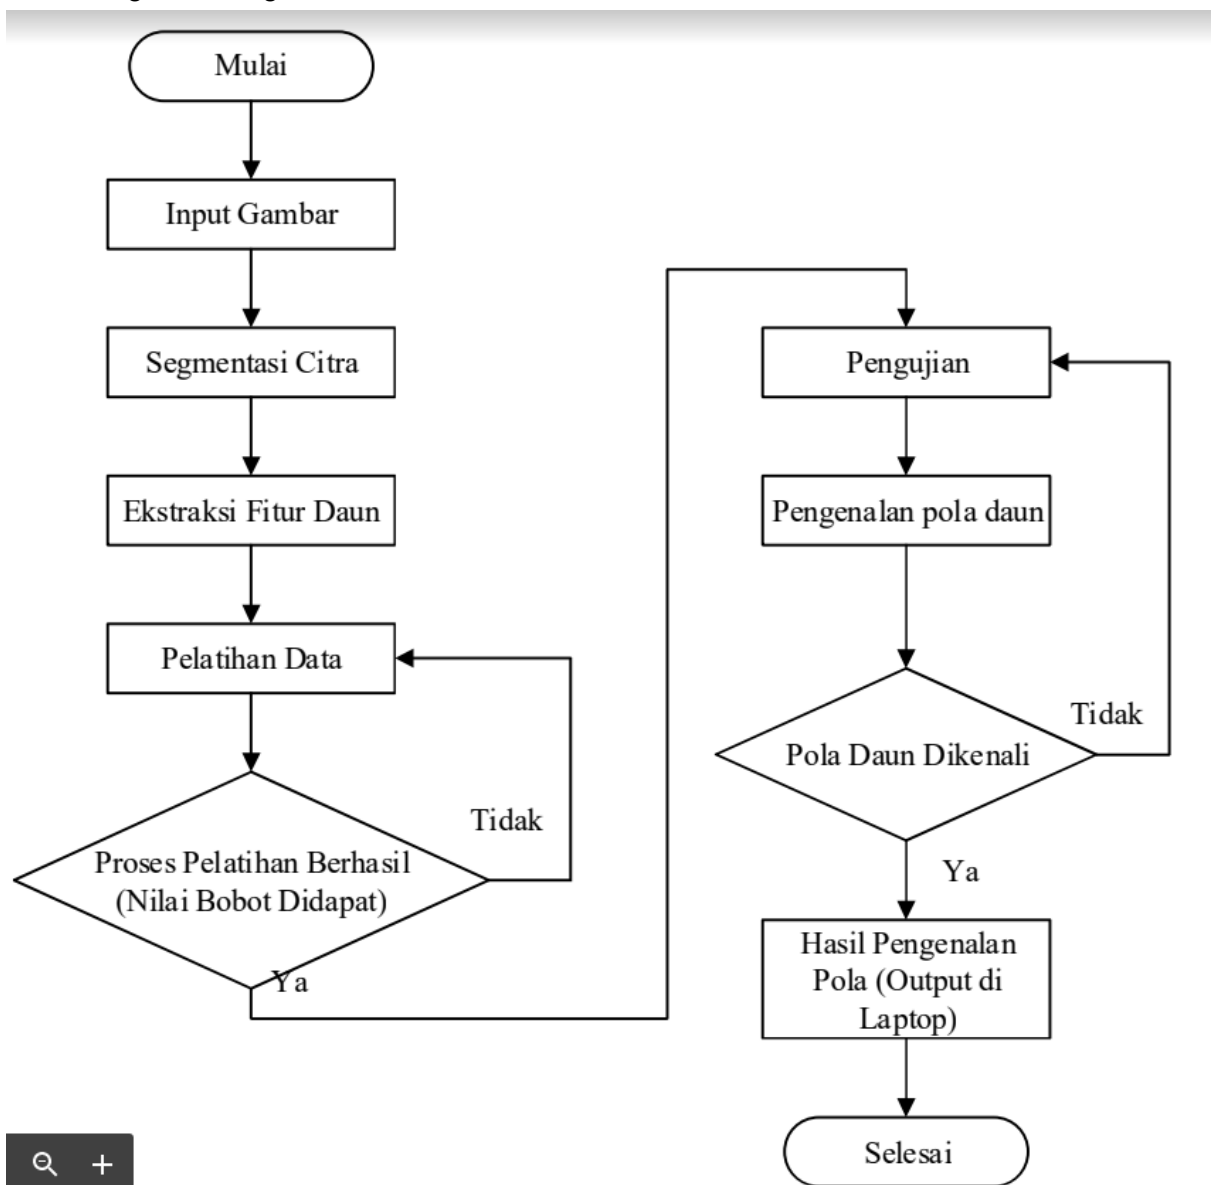 Mulai
Input Gambar
Segmentasi Citra
Ekstraksi Fitur Daun
Pelatihan Data
Tidak
Proses Pelatihan Berhasil
(Nilai Bobot Didapat)
Ya
Pengujian
Pengenalan pola daun
Tidak
Pola Daun Dikenali
Ya
Hasil Pengenalan
Pola (Output di
Laptop)
Selesai